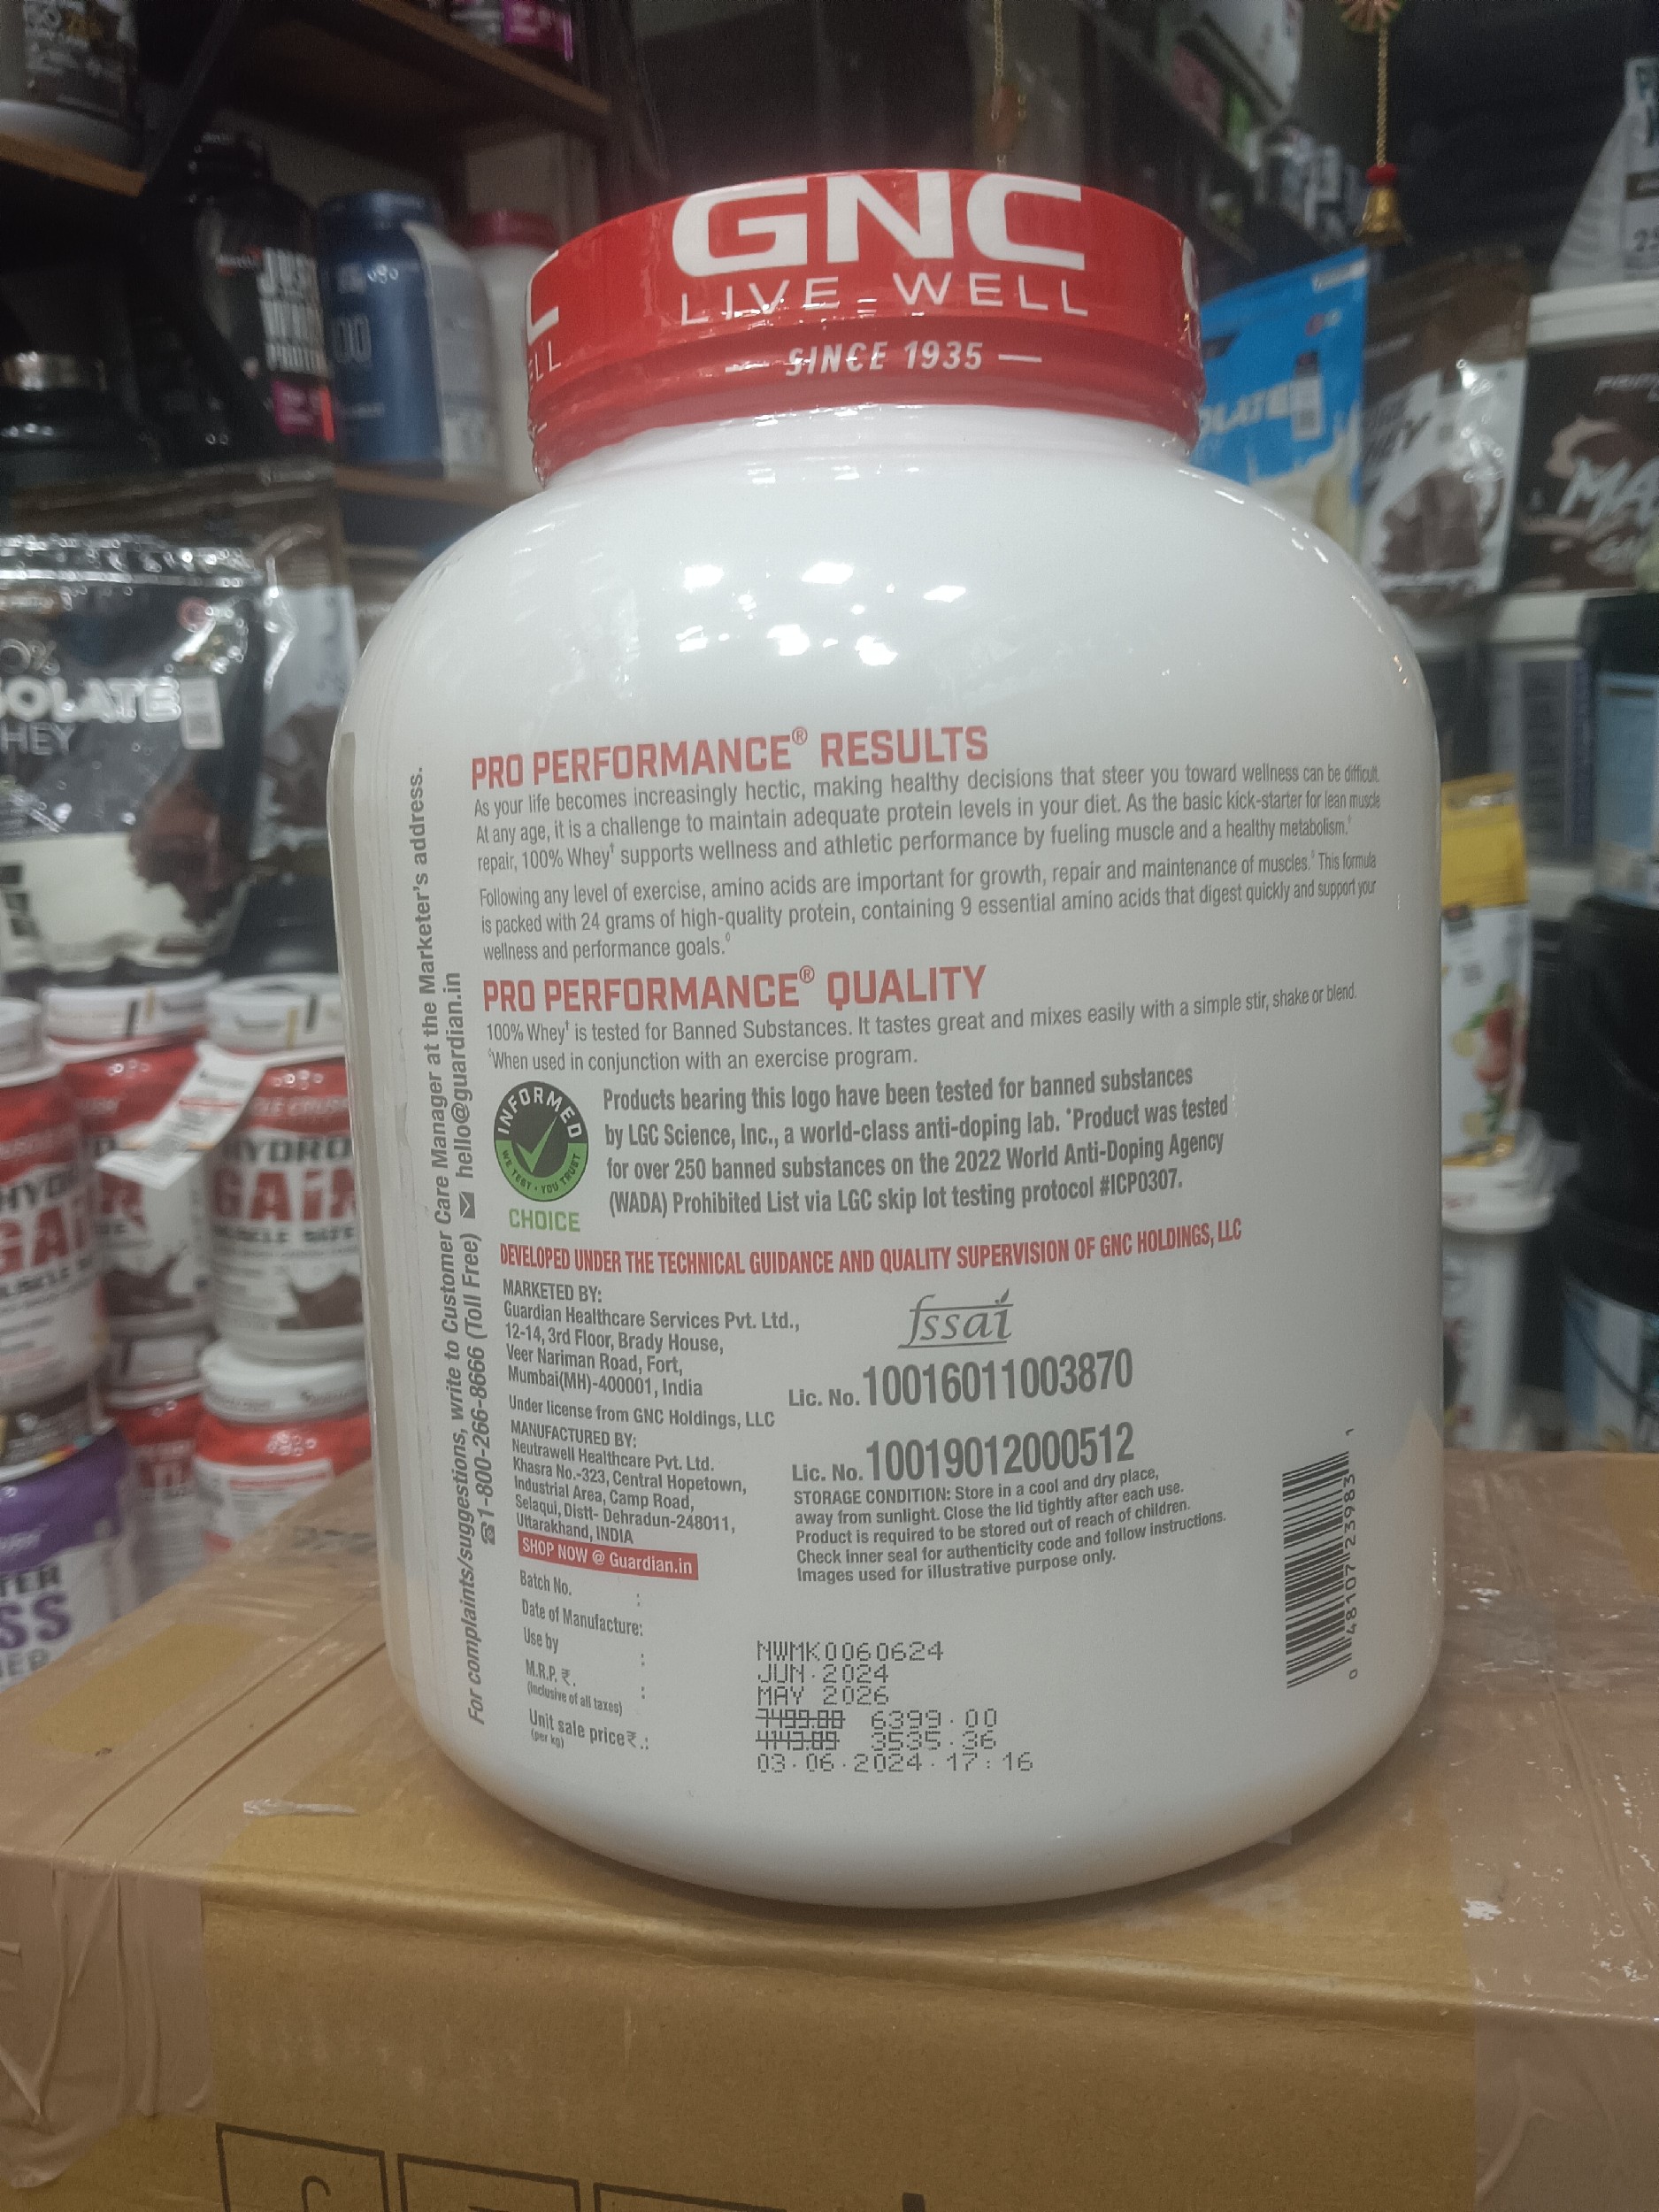 GNC
LIVE WELL
SINCE 1935 —
PRO PERFORMANCE® RESULTS
As your life becomes increasingly hectic, making healthy decisions that steer you toward wellness can be difficult.
At any age, it is a challenge to maintain adequate protein levels in your diet. As the basic kick-starter for lean muscle
repair, 100% Whey† supports wellness and athletic performance by fueling muscle and a healthy metabolism.◊
Following any level of exercise, amino acids are important for growth, repair and maintenance of muscles.◊ This formula
is packed with 24 grams of high-quality protein, containing 9 essential amino acids that digest quickly and support your
wellness and performance goals.◊
PRO PERFORMANCE® QUALITY
100% Whey† is tested for Banned Substances. It tastes great and mixes easily with a simple stir, shake or blend.
◊When used in conjunction with an exercise program.
INFORMED
WE TEST · YOU TRUST
CHOICE
Products bearing this logo have been tested for banned substances
by LGC Science, Inc., a world-class anti-doping lab. *Product was tested
for over 250 banned substances on the 2022 World Anti-Doping Agency
(WADA) Prohibited List via LGC skip lot testing protocol #ICP0307.
DEVELOPED UNDER THE TECHNICAL GUIDANCE AND QUALITY SUPERVISION OF GNC HOLDINGS, LLC
MARKETED BY:
Guardian Healthcare Services Pvt. Ltd.,
12-14, 3rd Floor, Brady House,
Veer Nariman Road, Fort,
Mumbai(MH)-400001, India
Under license from GNC Holdings, LLC
MANUFACTURED BY:
Neutrawell Healthcare Pvt. Ltd.
Khasra No.-323, Central Hopetown,
Industrial Area, Camp Road,
Selaqui, Distt- Dehradun-248011,
Uttarakhand, INDIA
SHOP NOW @ Guardian.in
fssai
Lic. No. 10016011003870
Lic. No. 10019012000512
STORAGE CONDITION: Store in a cool and dry place,
away from sunlight. Close the lid tightly after each use.
Product is required to be stored out of reach of children.
Check inner seal for authenticity code and follow instructions.
Images used for illustrative purpose only.
Batch No. : NWMK0060624
Date of Manufacture: JUN·2024
Use by : MAY 2026
M.R.P. ₹. : 7499.00 6399.00
(Inclusive of all taxes)
Unit sale price ₹.: 4143.09 3535.36
(per kg)
03.06.2024.17:16
0 48107 23983 1
For complaints/suggestions, write to Customer Care Manager at the Marketer's address.
1-800-266-8666 (Toll Free) hello@guardian.in
ISOLATE
WHEY
HYDRO
GAIN